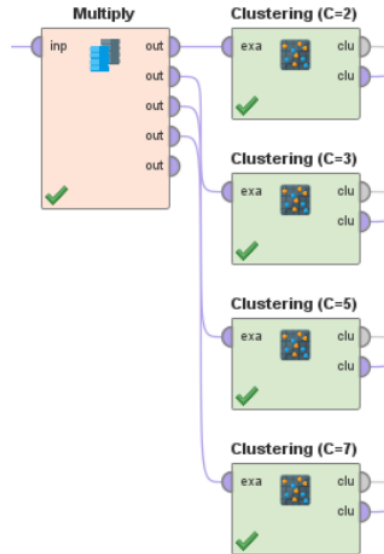 Multiply
inp out
out
out
out
out
Clustering (C=2)
exa clu
clu
Clustering (C=3)
exa clu
clu
Clustering (C=5)
exa clu
clu
Clustering (C=7)
exa clu
clu